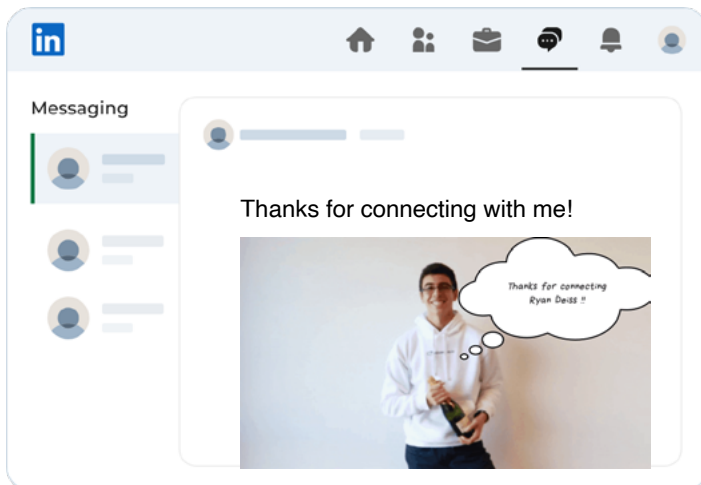 in
Messaging
Thanks for connecting with me!
Thanks for connecting
Ryan Deiss !!